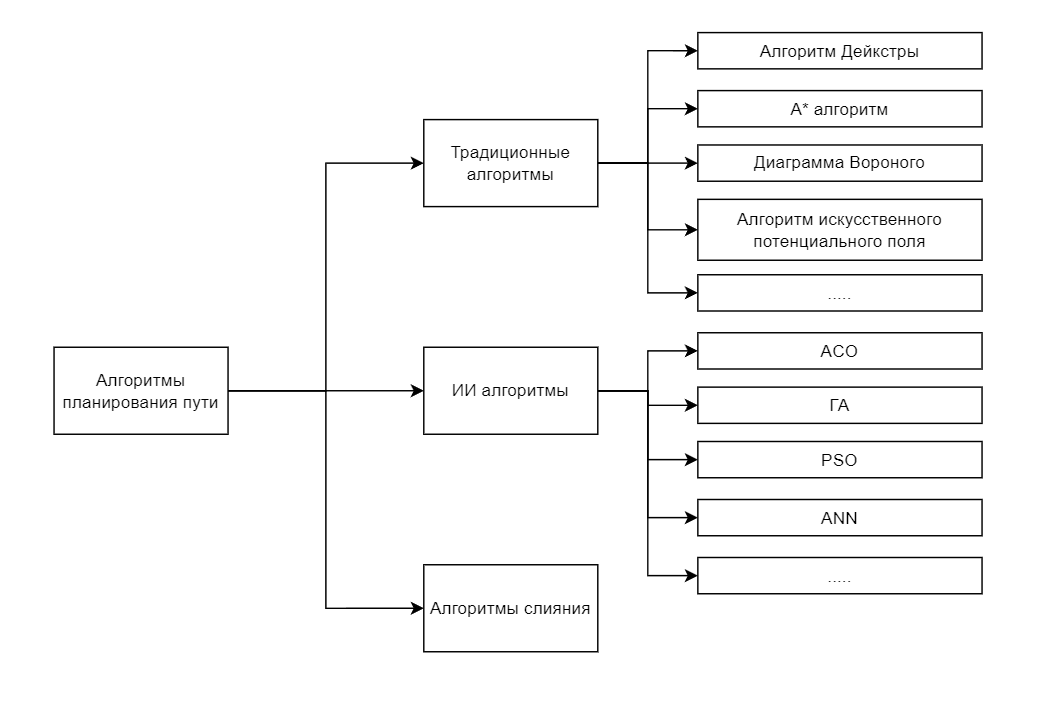 Алгоритм Дейкстры
А* алгоритм
Традиционные
алгоритмы
Диаграмма Вороного
Алгоритм искусственного
потенциального поля
.....
Алгоритмы
планирования пути
ИИ алгоритмы
ACO
ГА
PSO
ANN
.....
Алгоритмы слияния